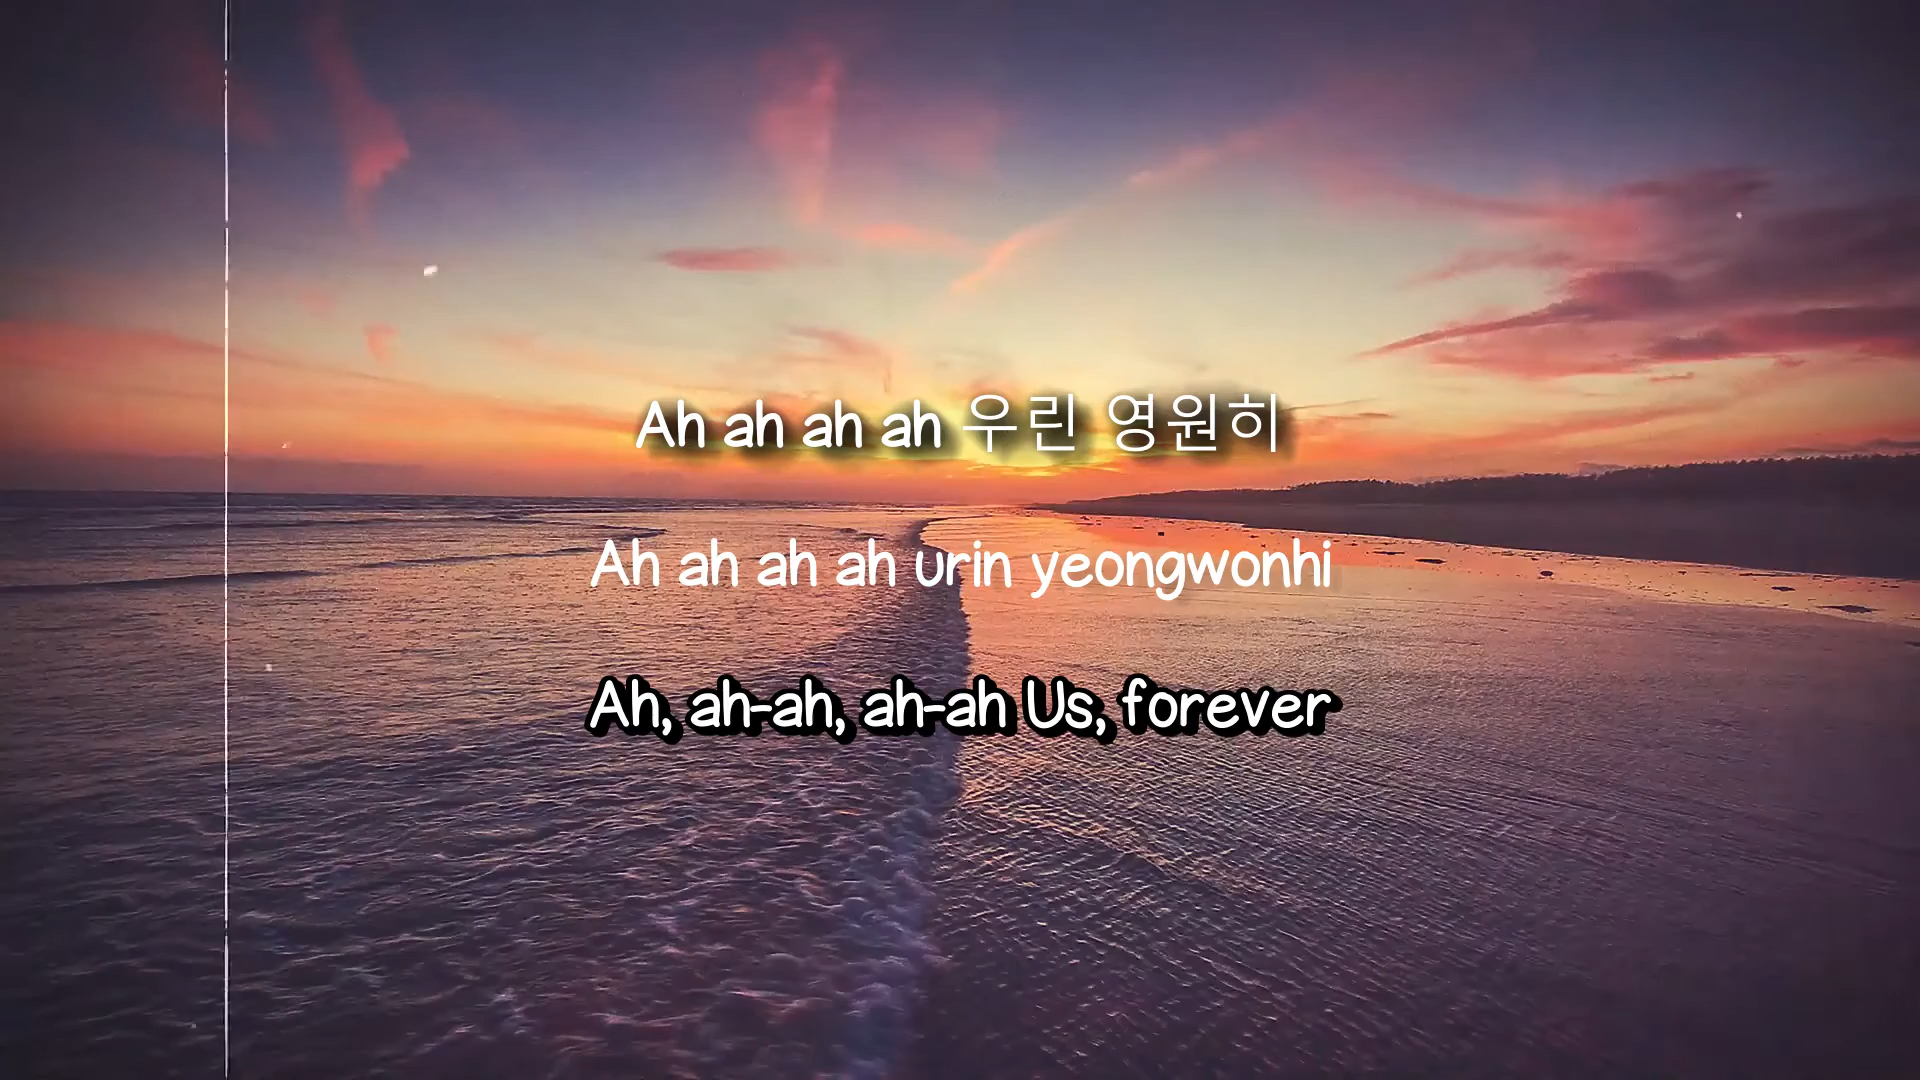 Ah ah ah ah 우린 영원히
Ah ah ah ah urin yeongwonhi
Ah, ah-ah, ah-ah Us, forever